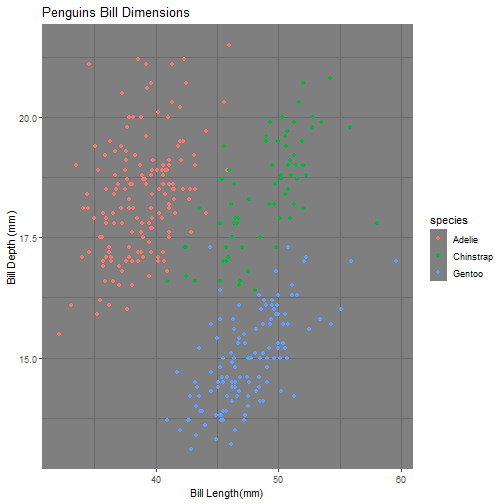 Penguins Bill Dimensions
20.0
17.5
15.0
Bill Depth (mm)
40
50
60
Bill Length(mm)
species
Adelie
Chinstrap
Gentoo